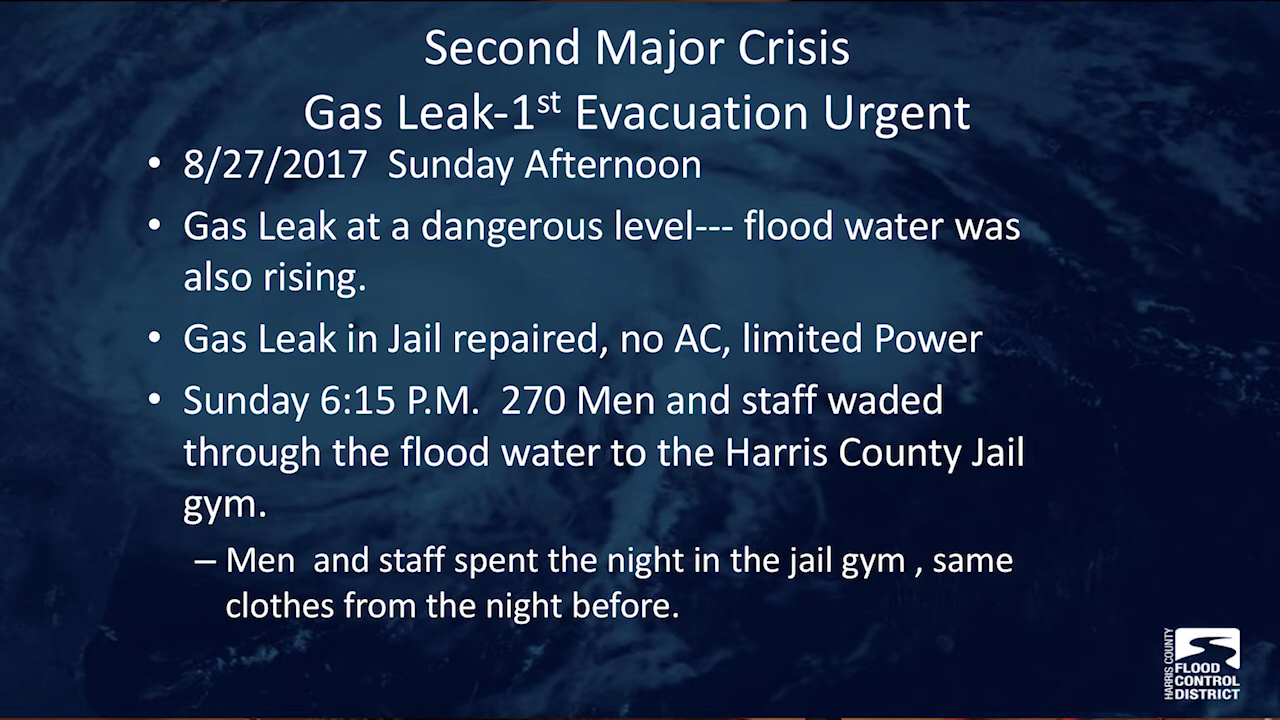 Second Major Crisis
Gas Leak-1st Evacuation Urgent
• 8/27/2017  Sunday Afternoon
• Gas Leak at a dangerous level--- flood water was
also rising.
• Gas Leak in Jail repaired, no AC, limited Power
• Sunday 6:15 P.M.  270 Men and staff waded
through the flood water to the Harris County Jail
gym.
– Men  and staff spent the night in the jail gym , same
clothes from the night before.
HARRIS COUNTY
FLOOD
CONTROL
DISTRICT